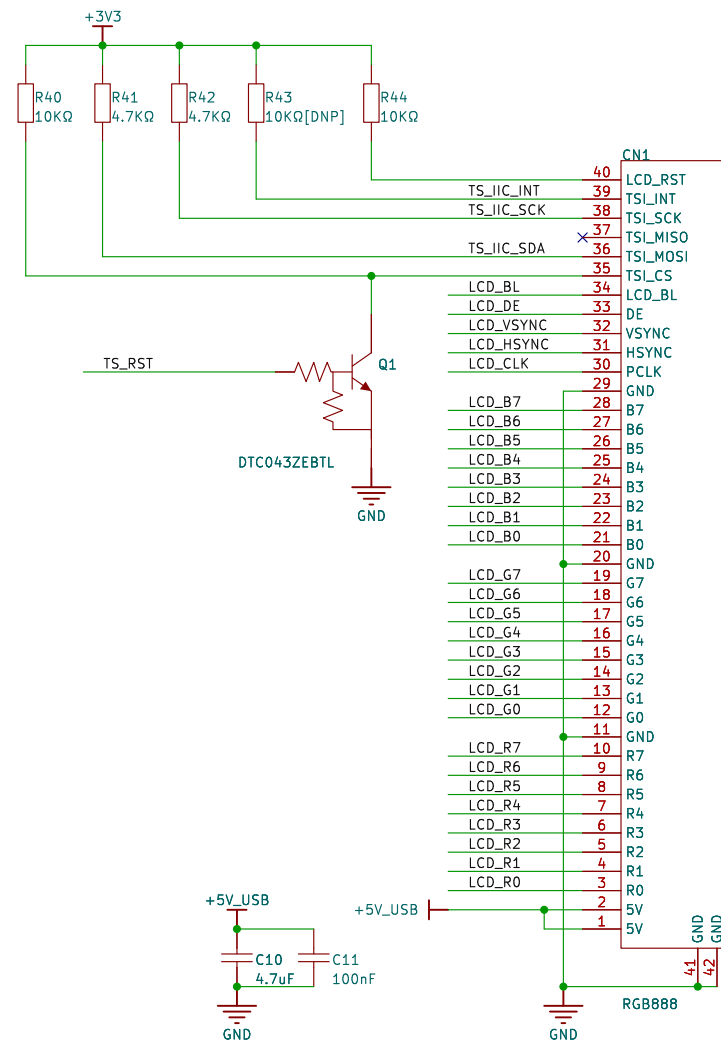 +3V3
R40
10KΩ
R41
4.7KΩ
R42
4.7KΩ
R43
10KΩ[DNP]
R44
10KΩ
CN1
40 LCD_RST
TS_IIC_INT 39 TSI_INT
TS_IIC_SCK 38 TSI_SCK
37 TSI_MISO
TS_IIC_SDA 36 TSI_MOSI
35 TSI_CS
LCD_BL 34 LCD_BL
LCD_DE 33 DE
LCD_VSYNC 32 VSYNC
LCD_HSYNC 31 HSYNC
LCD_CLK 30 PCLK
TS_RST
Q1
DTC043ZEBTL
GND
29 GND
LCD_B7 28 B7
LCD_B6 27 B6
LCD_B5 26 B5
LCD_B4 25 B4
LCD_B3 24 B3
LCD_B2 23 B2
LCD_B1 22 B1
LCD_B0 21 B0
20 GND
LCD_G7 19 G7
LCD_G6 18 G6
LCD_G5 17 G5
LCD_G4 16 G4
LCD_G3 15 G3
LCD_G2 14 G2
LCD_G1 13 G1
LCD_G0 12 G0
11 GND
LCD_R7 10 R7
LCD_R6 9 R6
LCD_R5 8 R5
LCD_R4 7 R4
LCD_R3 6 R3
LCD_R2 5 R2
LCD_R1 4 R1
LCD_R0 3 R0
+5V_USB 2 5V
1 5V
+5V_USB
C10
4.7uF
C11
100nF
GND
GND
41 GND
42 GND
RGB888